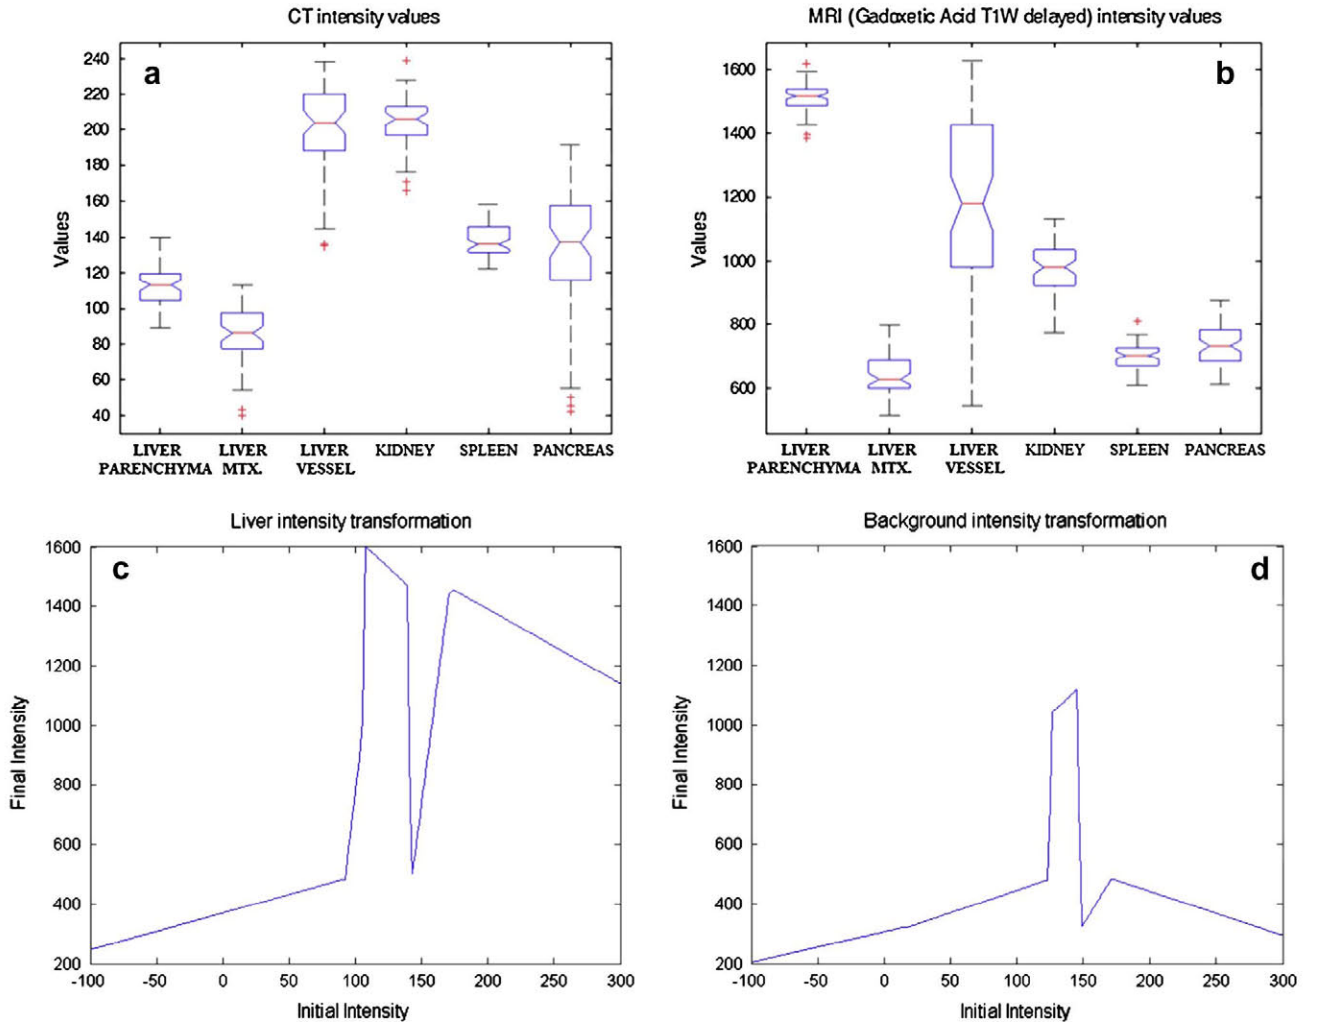 CT intensity values
a
240
220
200
180
160
140
120
100
80
60
40
Values
LIVER PARENCHYMA
LIVER MTX.
LIVER VESSEL
KIDNEY
SPLEEN
PANCREAS
MRI (Gadoxetic Acid T1W delayed) intensity values
b
1600
1400
1200
1000
800
600
Values
LIVER PARENCHYMA
LIVER MTX.
LIVER VESSEL
KIDNEY
SPLEEN
PANCREAS
Liver intensity transformation
c
1600
1400
1200
1000
800
600
400
200
Final Intensity
-100 -50 0 50 100 150 200 250 300
Initial Intensity
Background intensity transformation
d
1600
1400
1200
1000
800
600
400
200
Final Intensity
-100 -50 0 50 100 150 200 250 300
Initial Intensity